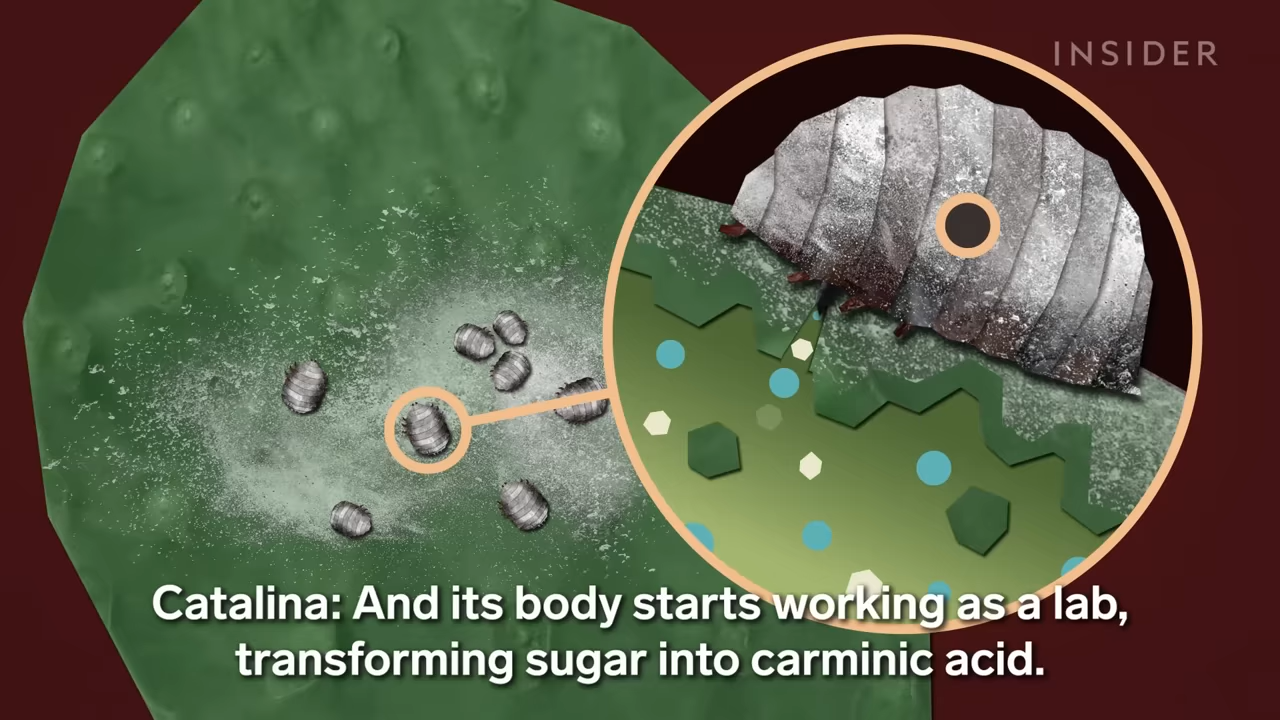 INSIDER
Catalina: And its body starts working as a lab,
transforming sugar into carminic acid.